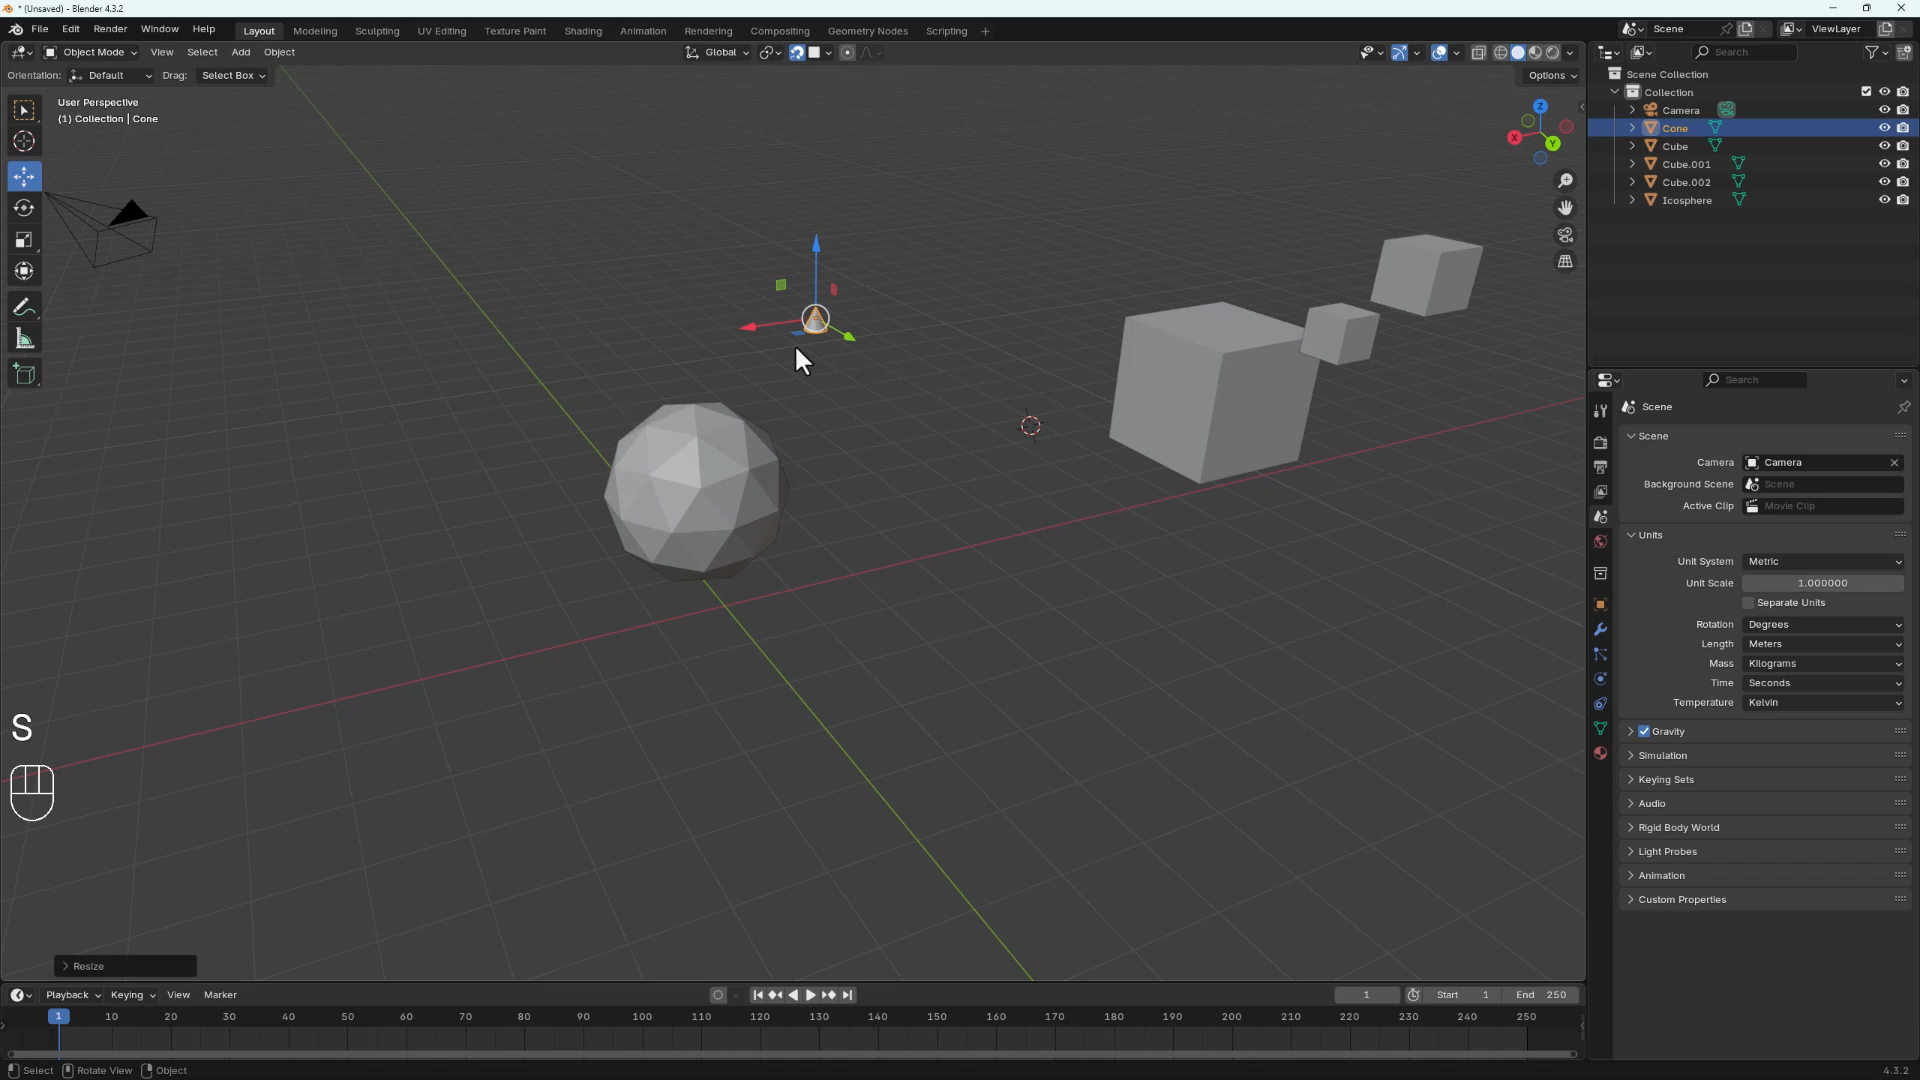 * (Unsaved) - Blender 4.3.2
File Edit Render Window Help Layout Modeling Sculpting UV Editing Texture Paint Shading Animation Rendering Compositing Geometry Nodes Scripting + Scene ViewLayer
Object Mode View Select Add Object Global Search
Orientation: Default Drag: Select Box Options
User Perspective
(1) Collection | Cone
Z
X
Y
Scene Collection
Collection
Camera
Cone
Cube
Cube.001
Cube.002
Icosphere
Search
Scene
Scene
Camera Camera
Background Scene Scene
Active Clip Movie Clip
Units
Unit System Metric
Unit Scale 1.000000
Separate Units
Rotation Degrees
Length Meters
Mass Kilograms
Time Seconds
Temperature Kelvin
Gravity
Simulation
Keying Sets
Audio
Rigid Body World
Light Probes
Animation
Custom Properties
S
Resize
Playback Keying View Marker 1 Start 1 End 250
1 10 20 30 40 50 60 70 80 90 100 110 120 130 140 150 160 170 180 190 200 210 220 230 240 250
Select Rotate View Object 4.3.2